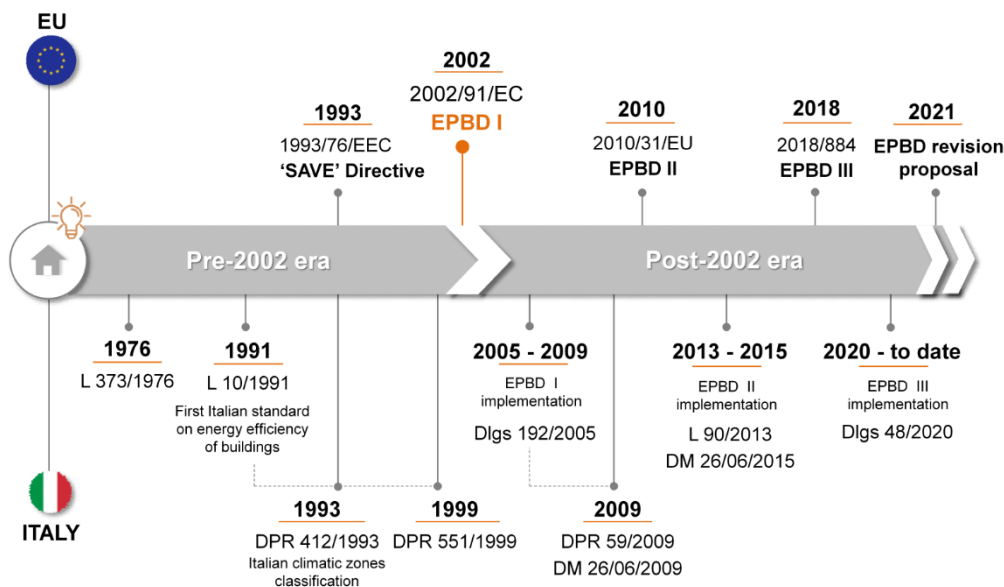 EU
1993
1993/76/EEC
‘SAVE’ Directive
2002
2002/91/EC
EPBD I
2010
2010/31/EU
EPBD II
2018
2018/884
EPBD III
2021
EPBD revision
proposal
Pre-2002 era
Post-2002 era
1976
L 373/1976
1991
L 10/1991
First Italian standard
on energy efficiency
of buildings
2005 - 2009
EPBD I
implementation
Dlgs 192/2005
2013 - 2015
EPBD II
implementation
L 90/2013
DM 26/06/2015
2020 - to date
EPBD III
implementation
Dlgs 48/2020
1993
DPR 412/1993
Italian climatic zones
classification
1999
DPR 551/1999
2009
DPR 59/2009
DM 26/06/2009
ITALY